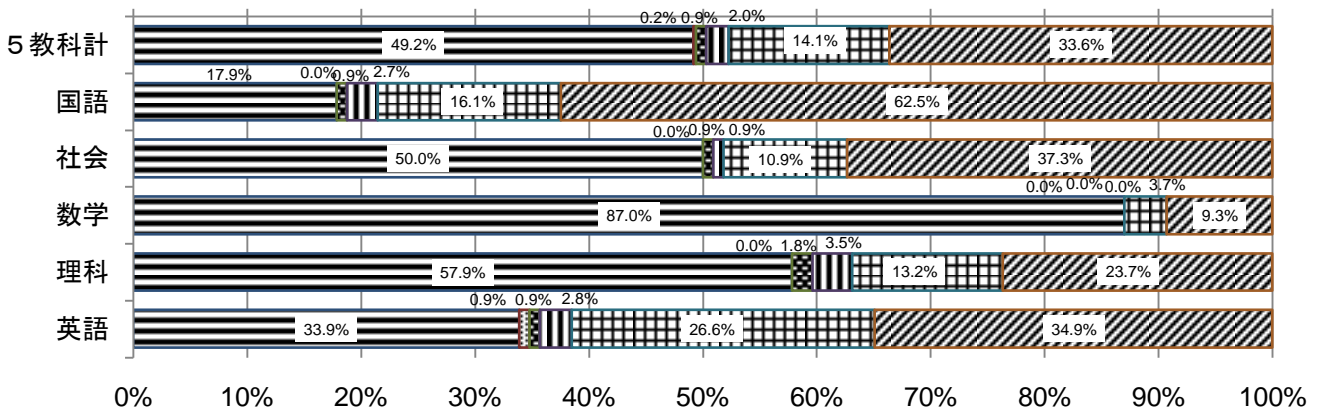 0.2% 0.9% 2.0%
5教科計 49.2% 14.1% 33.6%
17.9% 0.0% 0.9% 2.7%
国語 16.1% 62.5%
0.0% 0.9% 0.9%
社会 50.0% 10.9% 37.3%
0.0% 0.0% 0.0% 3.7%
数学 87.0% 9.3%
0.0% 1.8% 3.5%
理科 57.9% 13.2% 23.7%
0.9% 0.9% 2.8%
英語 33.9% 26.6% 34.9%
0% 10% 20% 30% 40% 50% 60% 70% 80% 90% 100%